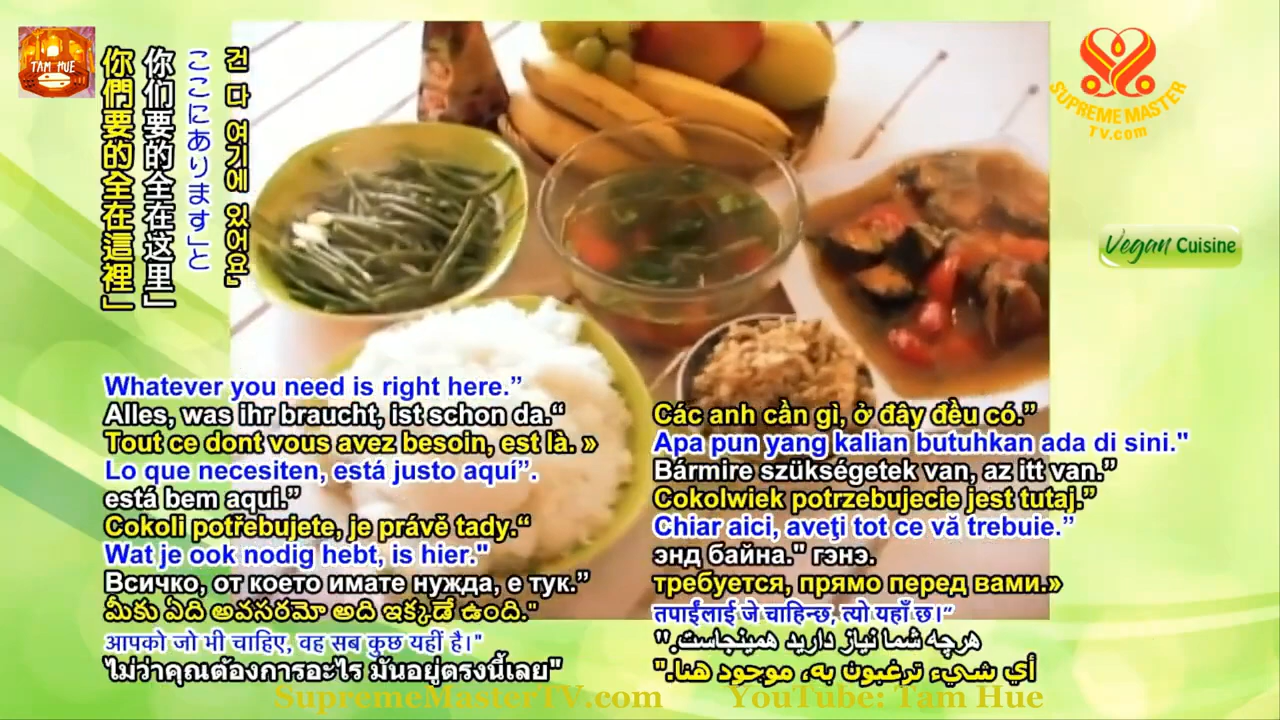 TAM HUE
你們要的全在這裡」
你们要的全在这里」
ここにあります」と
건 다 여기에 있어요』
SUPREME MASTER
TV.com
Vegan Cuisine
Whatever you need is right here.”
Alles, was ihr braucht, ist schon da.“
Tout ce dont vous avez besoin, est là. »
Lo que necesiten, está justo aquí”.
está bem aqui.”
Cokoli potřebujete, je právě tady.“
Wat je ook nodig hebt, is hier."
Всичко, от което имате нужда, е тук.”
మీకు ఏది అవసరమో అది ఇక్కడే ఉంది."
आपको जो भी चाहिए, वह सब कुछ यहीं है।"
ไม่ว่าคุณต้องการอะไร มันอยู่ตรงนี้เลย"
Các anh cần gì, ở đây đều có.”
Apa pun yang kalian butuhkan ada di sini."
Bármire szükségetek van, az itt van.”
Cokolwiek potrzebujecie jest tutaj.”
Chiar aici, aveţi tot ce vă trebuie.”
энд байна." гэнэ.
требуется, прямо перед вами.»
तपाईंलाई जे चाहिन्छ, त्यो यहाँ छ।”
هرچه شما نیاز دارید همینجاست."
أي شيء ترغبون به، موجود هنا."
SupremeMasterTV.com
YouTube: Tam Hue